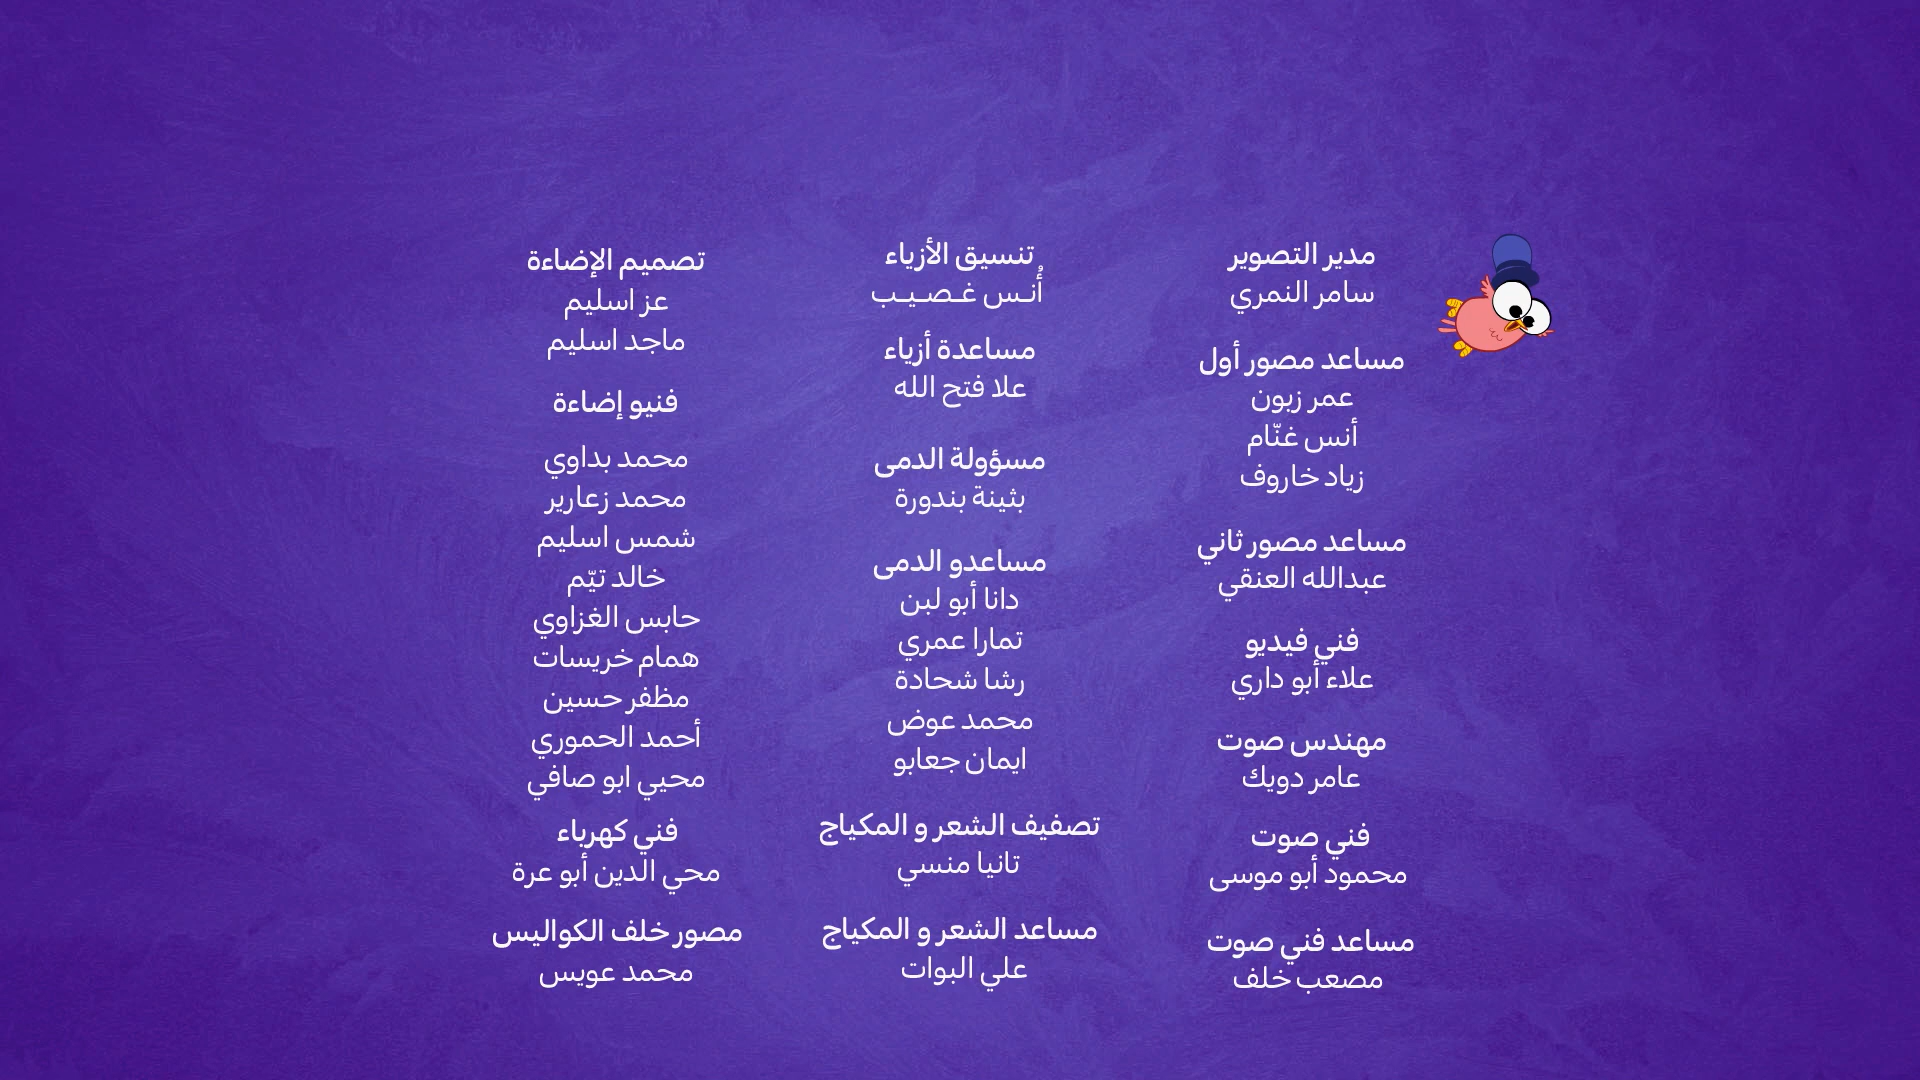 مدير التصوير
سامر النمري
مساعد مصور أول
عمر زبون
أنس غنّام
زياد خاروف
مساعد مصور ثاني
عبدالله العنقي
فني فيديو
علاء أبو داري
مهندس صوت
عامر دويك
فني صوت
محمود أبو موسى
مساعد فني صوت
مصعب خلف
تنسيق الأزياء
أُنـس غـصـيـب
مساعدة أزياء
علا فتح الله
مسؤولة الدمى
بثينة بندورة
مساعدو الدمى
دانا أبو لبن
تمارا عمري
رشا شحادة
محمد عوض
ايمان جعابو
تصفيف الشعر و المكياج
تانيا منسي
مساعد الشعر و المكياج
علي البوات
تصميم الإضاءة
عز اسليم
ماجد اسليم
فنيو إضاءة
محمد بداوي
محمد زعارير
شمس اسليم
خالد تيّم
حابس الغزاوي
همام خريسات
مظفر حسين
أحمد الحموري
محيي ابو صافي
فني كهرباء
محي الدين أبو عرة
مصور خلف الكواليس
محمد عويس